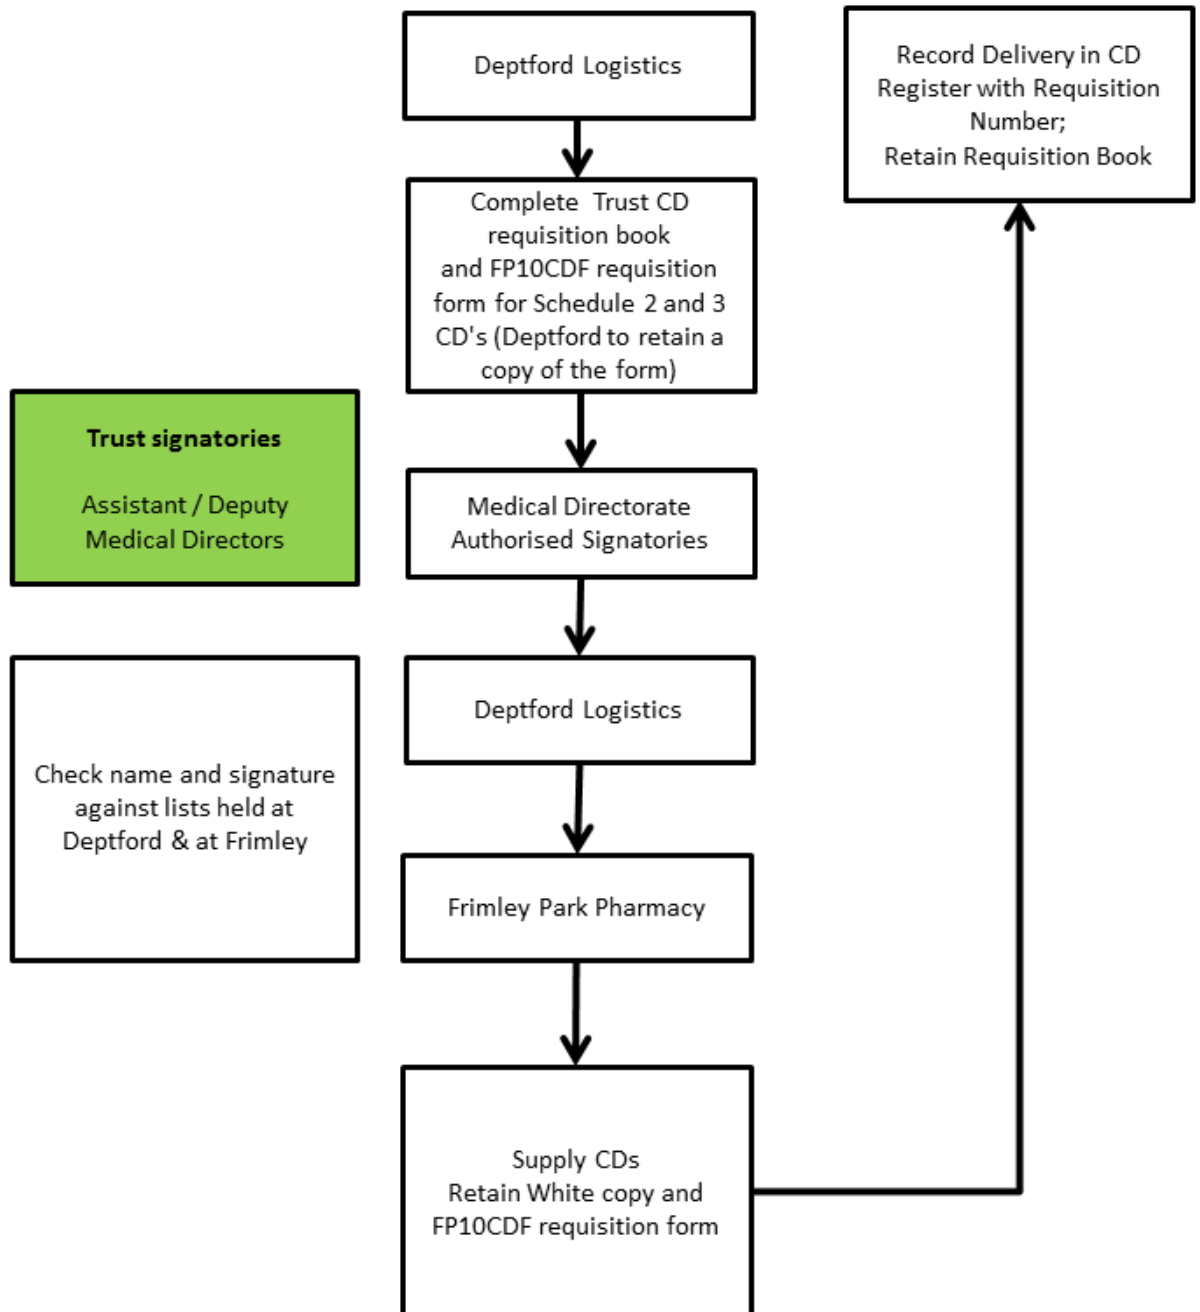 Deptford Logistics
Complete Trust CD
requisition book
and FP10CDF requisition
form for Schedule 2 and 3
CD's (Deptford to retain a
copy of the form)
Trust signatories
Assistant / Deputy
Medical Directors
Medical Directorate
Authorised Signatories
Deptford Logistics
Check name and signature
against lists held at
Deptford & at Frimley
Frimley Park Pharmacy
Supply CDs
Retain White copy and
FP10CDF requisition form
Record Delivery in CD
Register with Requisition
Number;
Retain Requisition Book